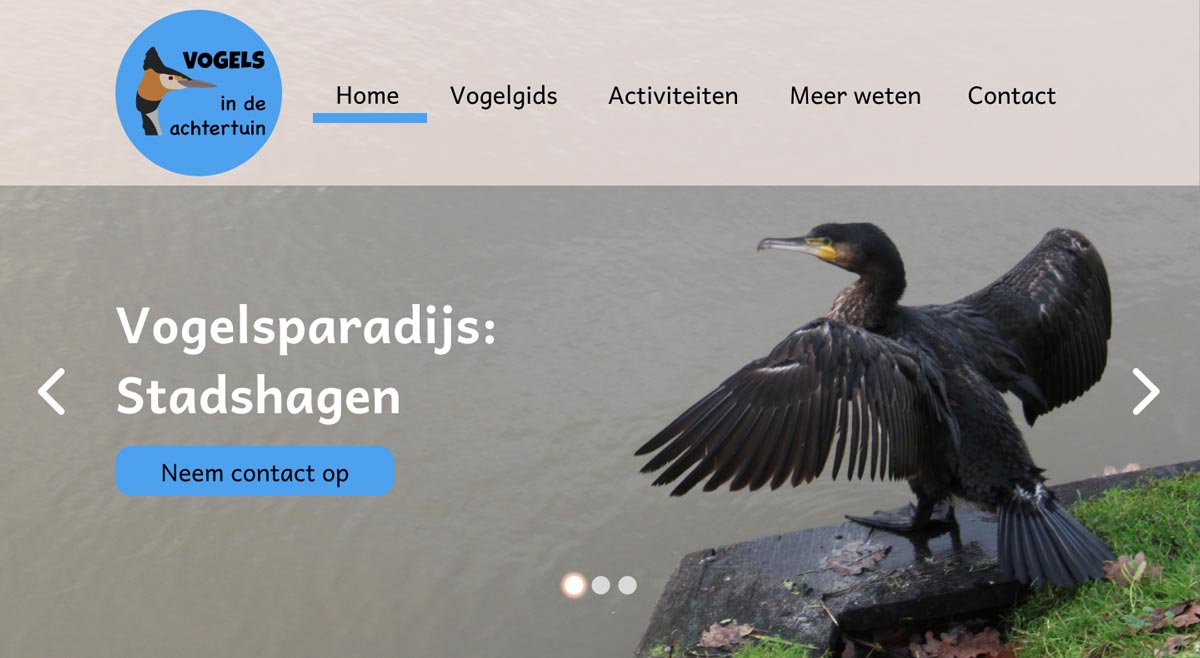 VOGELS
in de
achtertuin
Home
Vogelgids
Activiteiten
Meer weten
Contact
Vogelsparadijs:
Stadshagen
Neem contact op